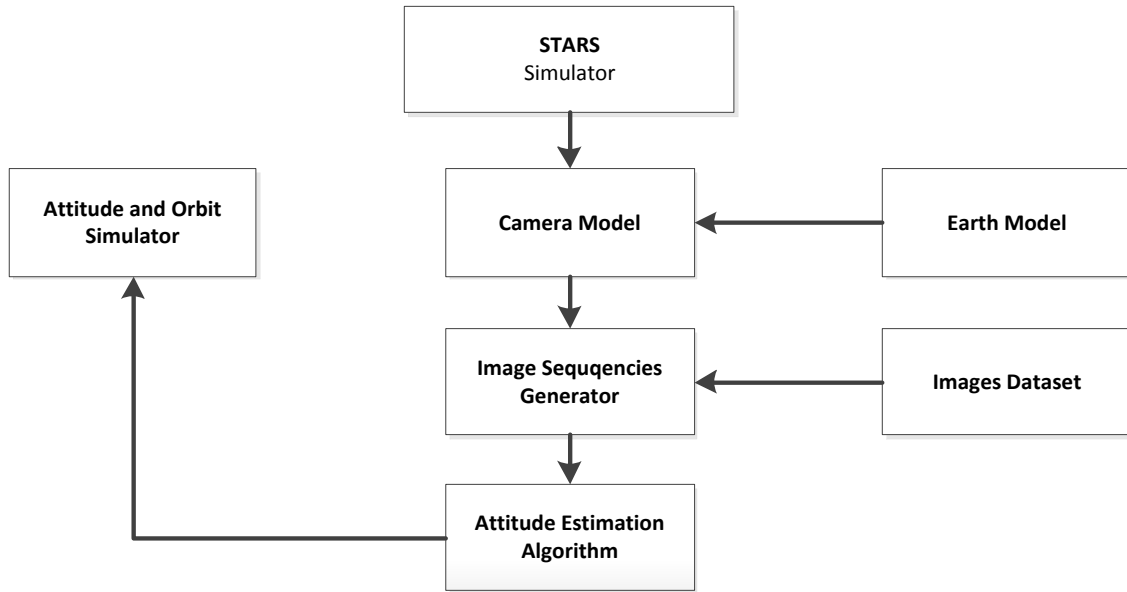 STARS
Simulator
Attitude and Orbit
Simulator
Camera Model
Earth Model
Image Sequqencies
Generator
Images Dataset
Attitude Estimation
Algorithm